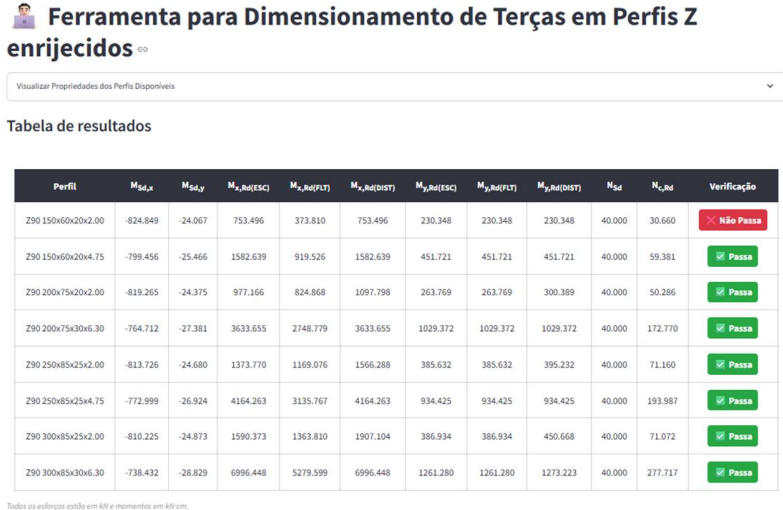 Ferramenta para Dimensionamento de Terças em Perfis Z
enrijecidos
Visualizar Propriedades dos Perfis Disponíveis
Tabela de resultados
Perfil MSd,x MSd,y Mx,Rd(ESC) Mx,Rd(FLT) Mx,Rd(DIST) My,Rd(ESC) My,Rd(FLT) My,Rd(DIST) NSd Nc,Rd Verificação
Z90 150x60x20x2.00 -824.849 -24.067 753.496 373.810 753.496 230.348 230.348 230.348 40.000 30.660 Não Passa
Z90 150x60x20x4.75 -799.456 -25.466 1582.639 919.526 1582.639 451.721 451.721 451.721 40.000 59.381 Passa
Z90 200x75x20x2.00 -819.265 -24.375 977.166 824.868 1097.798 263.769 263.769 300.389 40.000 50.286 Passa
Z90 200x75x30x6.30 -764.712 -27.381 3633.655 2748.779 3633.655 1029.372 1029.372 1029.372 40.000 172.770 Passa
Z90 250x85x25x2.00 -813.726 -24.680 1373.770 1169.076 1566.288 385.632 385.632 395.232 40.000 71.160 Passa
Z90 250x85x25x4.75 -772.999 -26.924 4164.263 3135.767 4164.263 934.425 934.425 934.425 40.000 193.987 Passa
Z90 300x85x25x2.00 -810.225 -24.873 1590.373 1363.810 1907.104 386.934 386.934 450.668 40.000 71.072 Passa
Z90 300x85x30x6.30 -738.432 -28.829 6996.448 5279.599 6996.448 1261.280 1261.280 1273.223 40.000 277.717 Passa
Todos os esforços estão em kN e momentos em kN·cm.